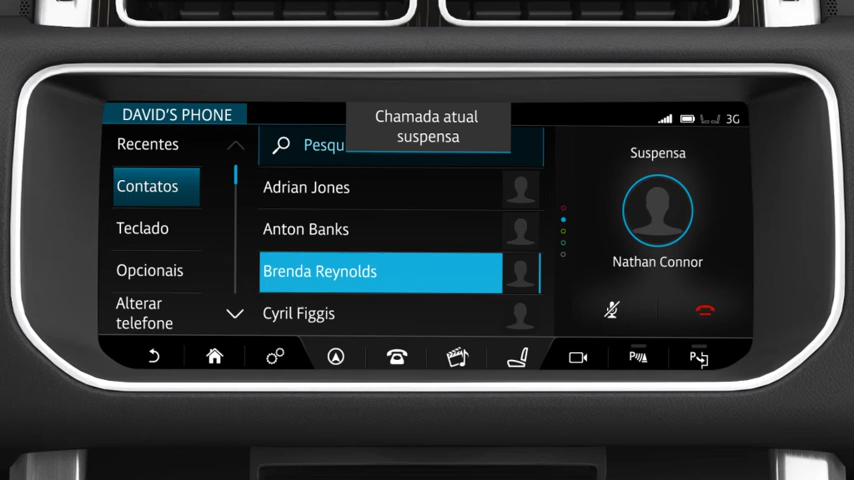 DAVID'S PHONE
Chamada atual
suspensa
3G
Recentes
Contatos
Teclado
Opcionais
Alterar
telefone
Pesqu
Adrian Jones
Anton Banks
Brenda Reynolds
Cyril Figgis
Suspensa
Nathan Connor
P
P